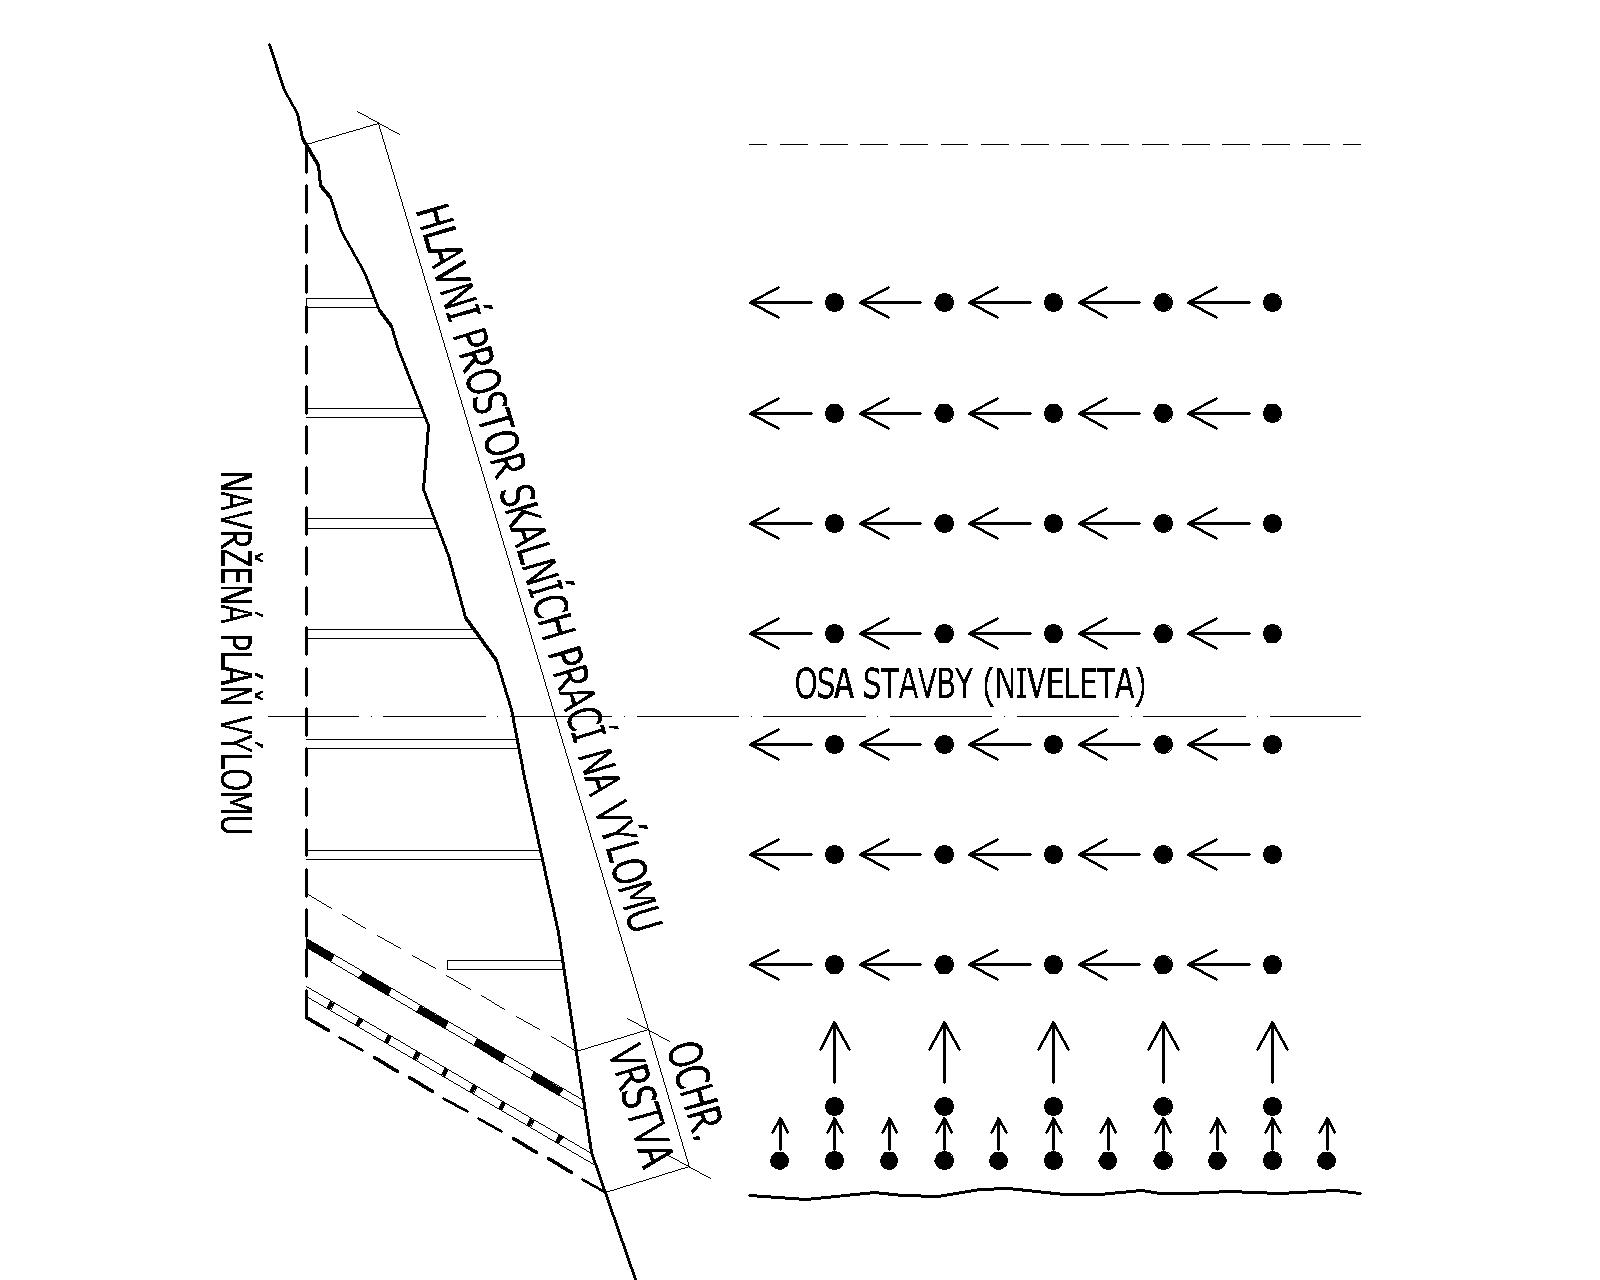 HLAVNÍ PROSTOR SKALNÍCH PRACÍ NA VÝLOMU
NAVRŽENÁ PLÁŇ VÝLOMU
OSA STAVBY (NIVELETA)
OCHR.
VRSTVA